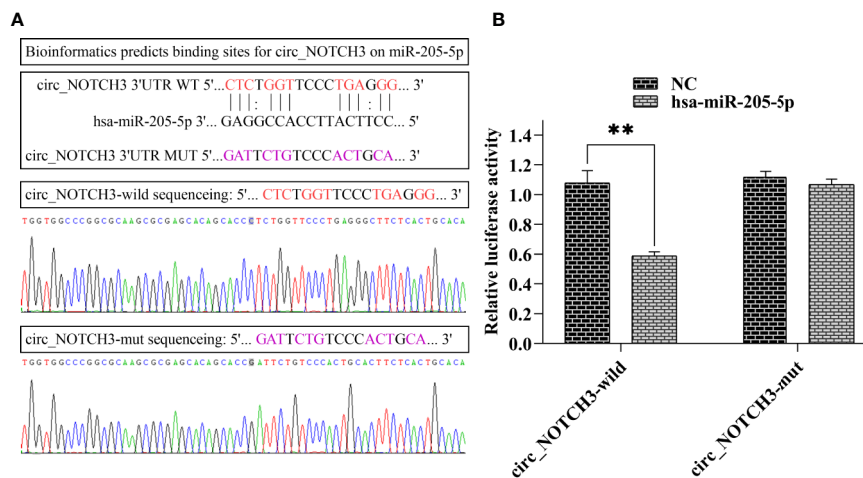 A
Bioinformatics predicts binding sites for circ_NOTCH3 on miR-205-5p
circ_NOTCH3 3'UTR WT 5'...CTCTGGTTCCCTGAGGG... 3'
|||:||| |||:||
hsa-miR-205-5p 3'... GAGGCCACCTTACTTCC... 5'
circ_NOTCH3 3'UTR MUT 5'...GATTCTGTCCCACTGCA... 3'
circ_NOTCH3-wild sequenceing: 5'... CTCTGGTTCCCTGAGGG... 3'
TGGTGGCCCGGCGCAAGCGCGAGCACAGCACCCTCTGGTTCCCTGAGGGCTTCTCACTGCACA
circ_NOTCH3-mut sequenceing: 5'... GATTCTGTCCCACTGCA... 3'
TGGTGGCCCGGCGCAAGCGCGAGCACAGCACCGATTCTGTCCCACTGCACTTCTCACTGCACA
B
NC
hsa-miR-205-5p
Relative luciferase activity
1.4
1.2
1.0
0.8
0.6
0.4
0.2
0.0
**
circ_NOTCH3-wild
circ_NOTCH3-mut